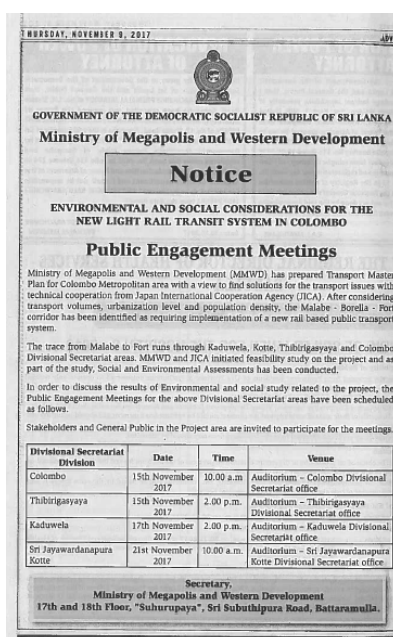 THURSDAY, NOVEMBER 9, 2017
ADV
GOVERNMENT OF THE DEMOCRATIC SOCIALIST REPUBLIC OF SRI LANKA
Ministry of Megapolis and Western Development
Notice
ENVIRONMENTAL AND SOCIAL CONSIDERATIONS FOR THE
NEW LIGHT RAIL TRANSIT SYSTEM IN COLOMBO
Public Engagement Meetings
Ministry of Megapolis and Western Development (MMWD) has prepared Transport Master
Plan for Colombo Metropolitan area with a view to find solutions for the transport issues with
technical cooperation from Japan International Cooperation Agency (JICA). After considering
transport volumes, urbanization level and population density, the Malabe - Borella - Fort
corridor has been identified as requiring implementation of a new rail based public transport
system.
The trace from Malabe to Fort runs through Kaduwela, Kotte, Thibirigasyaya and Colombo
Divisional Secretariat areas. MMWD and JICA initiated feasibility study on the project and as
part of the study, Social and Environmental Assessments has been conducted.
In order to discuss the results of Environmental and social study related to the project, the
Public Engagement Meetings for the above Divisional Secretariat areas have been scheduled
as follows.
Stakeholders and General Public in the Project area are invited to participate for the meetings.
Divisional Secretariat Division Date Time Venue
Colombo 15th November 2017 10.00 a.m Auditorium – Colombo Divisional Secretariat office
Thibirigasyaya 15th November 2017 2.00 p.m. Auditorium – Thibirigasyaya Divisional Secretariat office
Kaduwela 17th November 2017 2.00 p.m. Auditorium – Kaduwela Divisional Secretariat office
Sri Jayawardanapura Kotte 21st November 2017 10.00 a.m. Auditorium – Sri Jayawardanapura Kotte Divisional Secretariat office
Secretary,
Ministry of Megapolis and Western Development
17th and 18th Floor, "Suhurupaya", Sri Subuthipura Road, Battaramulla.